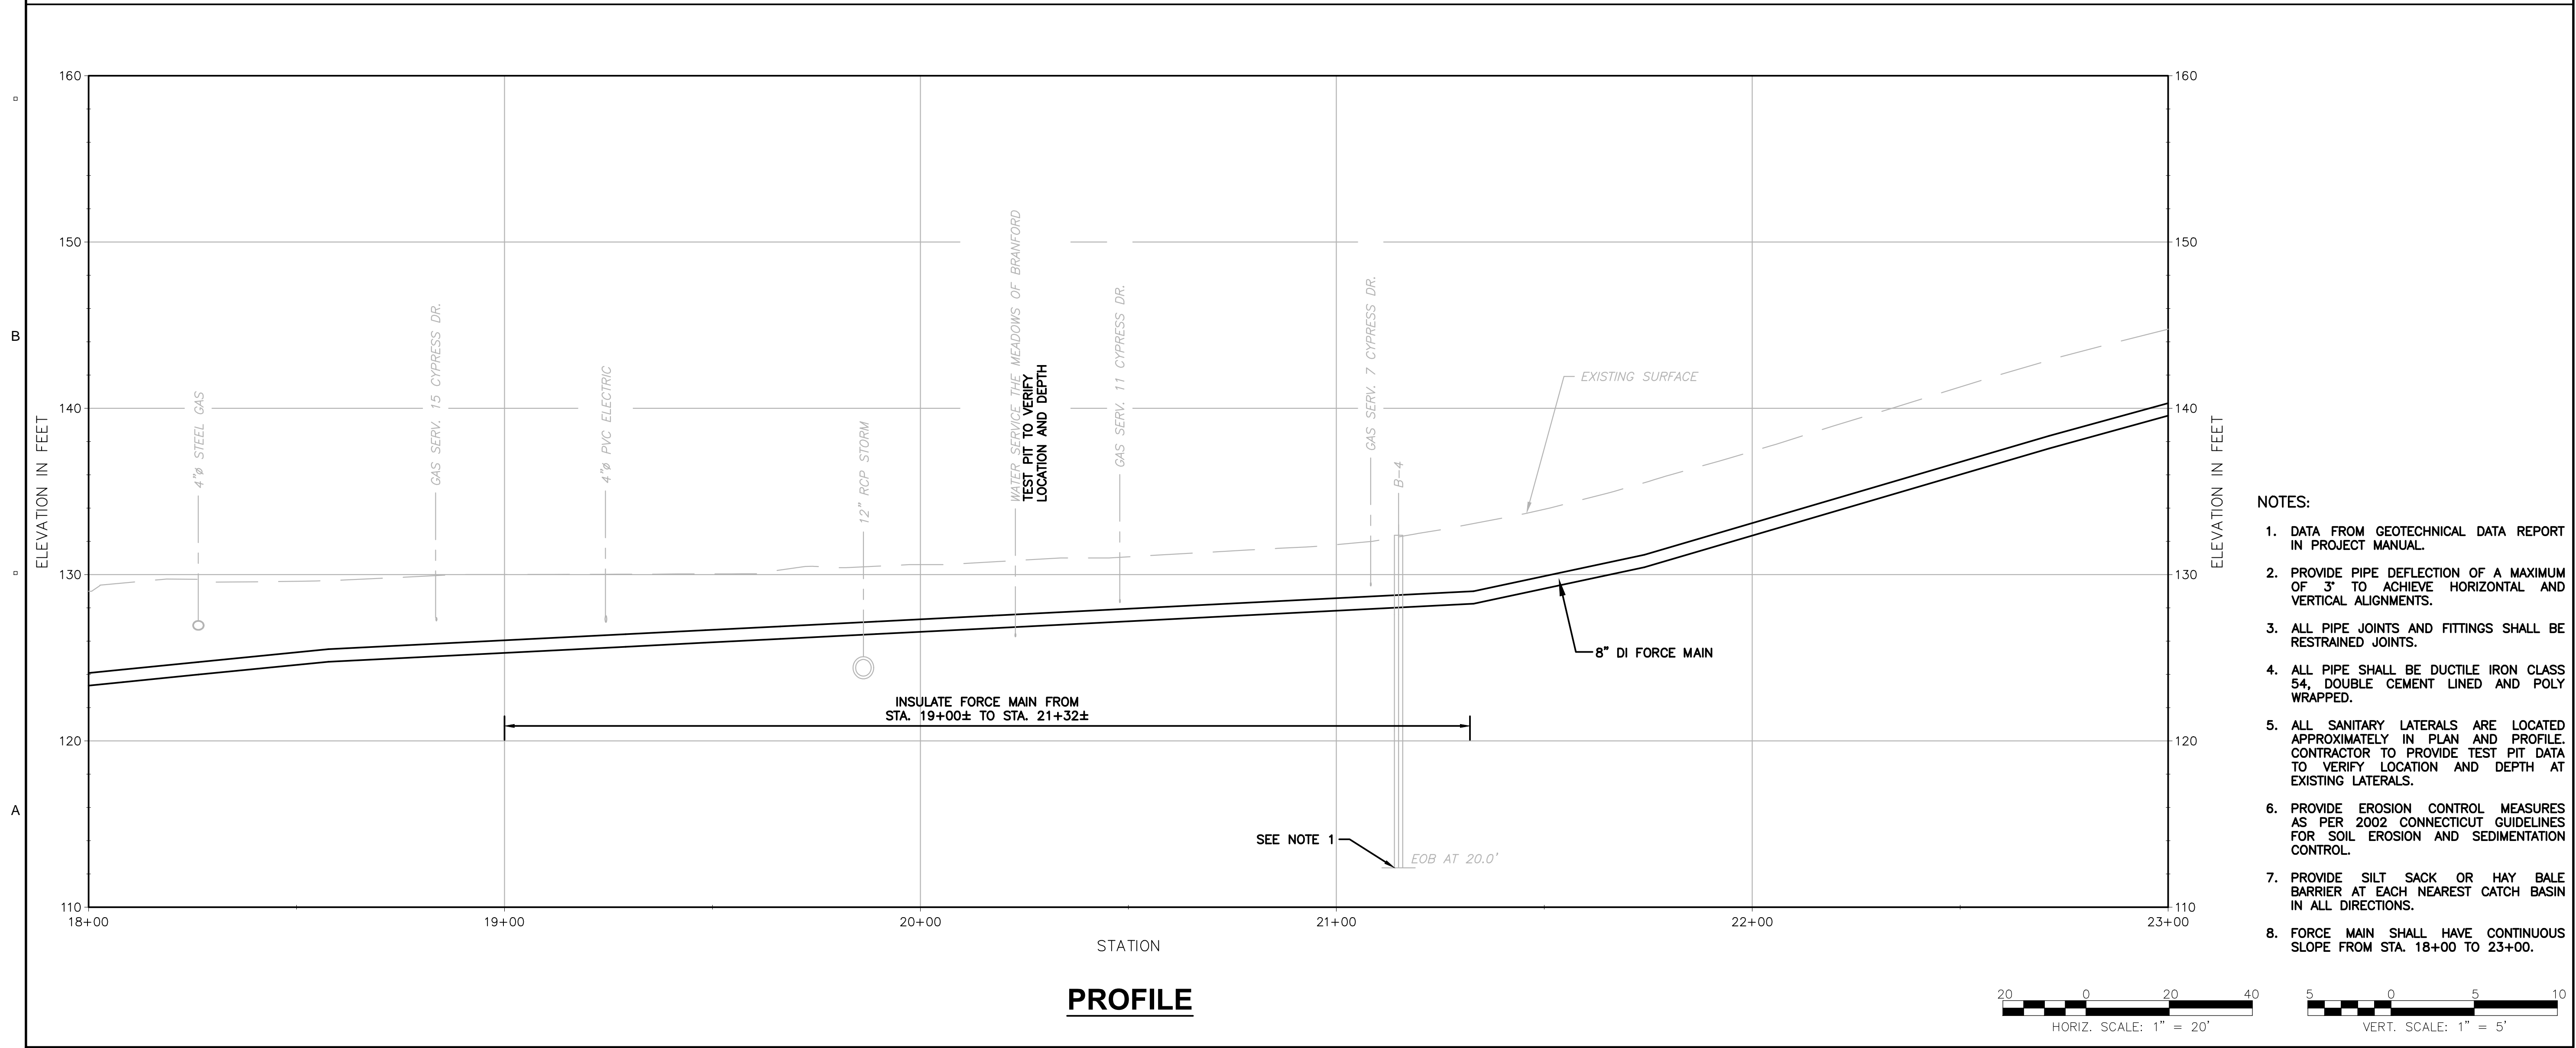 160
150
140
130
120
110
ELEVATION IN FEET
B
A
4"ø STEEL GAS
GAS SERV. 15 CYPRESS DR.
4"ø PVC ELECTRIC
12" RCP STORM
WATER SERVICE THE MEADOWS OF BRANFORD
TEST PIT TO VERIFY
LOCATION AND DEPTH
GAS SERV. 11 CYPRESS DR.
GAS SERV. 7 CYPRESS DR.
B-4
EXISTING SURFACE
8" DI FORCE MAIN
INSULATE FORCE MAIN FROM
STA. 19+00± TO STA. 21+32±
SEE NOTE 1
EOB AT 20.0'
160
150
140
130
120
110
ELEVATION IN FEET
18+00
19+00
20+00
21+00
22+00
23+00
STATION
PROFILE
NOTES:
1. DATA FROM GEOTECHNICAL DATA REPORT
IN PROJECT MANUAL.
2. PROVIDE PIPE DEFLECTION OF A MAXIMUM
OF 3° TO ACHIEVE HORIZONTAL AND
VERTICAL ALIGNMENTS.
3. ALL PIPE JOINTS AND FITTINGS SHALL BE
RESTRAINED JOINTS.
4. ALL PIPE SHALL BE DUCTILE IRON CLASS
54, DOUBLE CEMENT LINED AND POLY
WRAPPED.
5. ALL SANITARY LATERALS ARE LOCATED
APPROXIMATELY IN PLAN AND PROFILE.
CONTRACTOR TO PROVIDE TEST PIT DATA
TO VERIFY LOCATION AND DEPTH AT
EXISTING LATERALS.
6. PROVIDE EROSION CONTROL MEASURES
AS PER 2002 CONNECTICUT GUIDELINES
FOR SOIL EROSION AND SEDIMENTATION
CONTROL.
7. PROVIDE SILT SACK OR HAY BALE
BARRIER AT EACH NEAREST CATCH BASIN
IN ALL DIRECTIONS.
8. FORCE MAIN SHALL HAVE CONTINUOUS
SLOPE FROM STA. 18+00 TO 23+00.
20 0 20 40
HORIZ. SCALE: 1" = 20'
5 0 5 10
VERT. SCALE: 1" = 5'